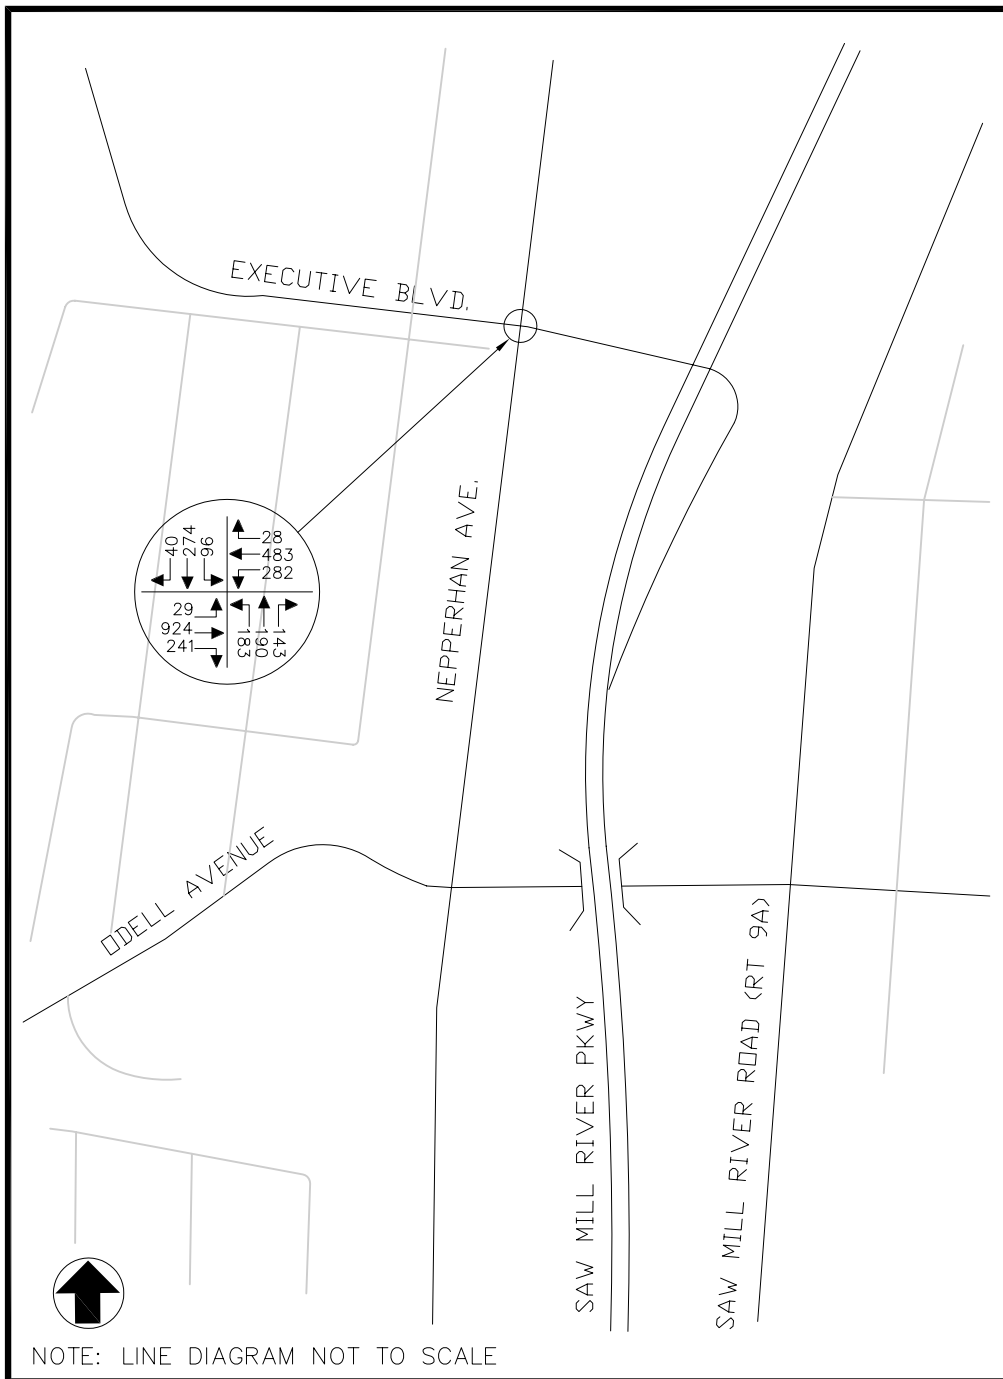 EXECUTIVE BLVD.
NEPPERHAN AVE.
40
274
96
28
483
282
29
924
241
183
190
143
ODELL AVENUE
SAW MILL RIVER PKWY
SAW MILL RIVER ROAD (RT 9A)
NOTE: LINE DIAGRAM NOT TO SCALE